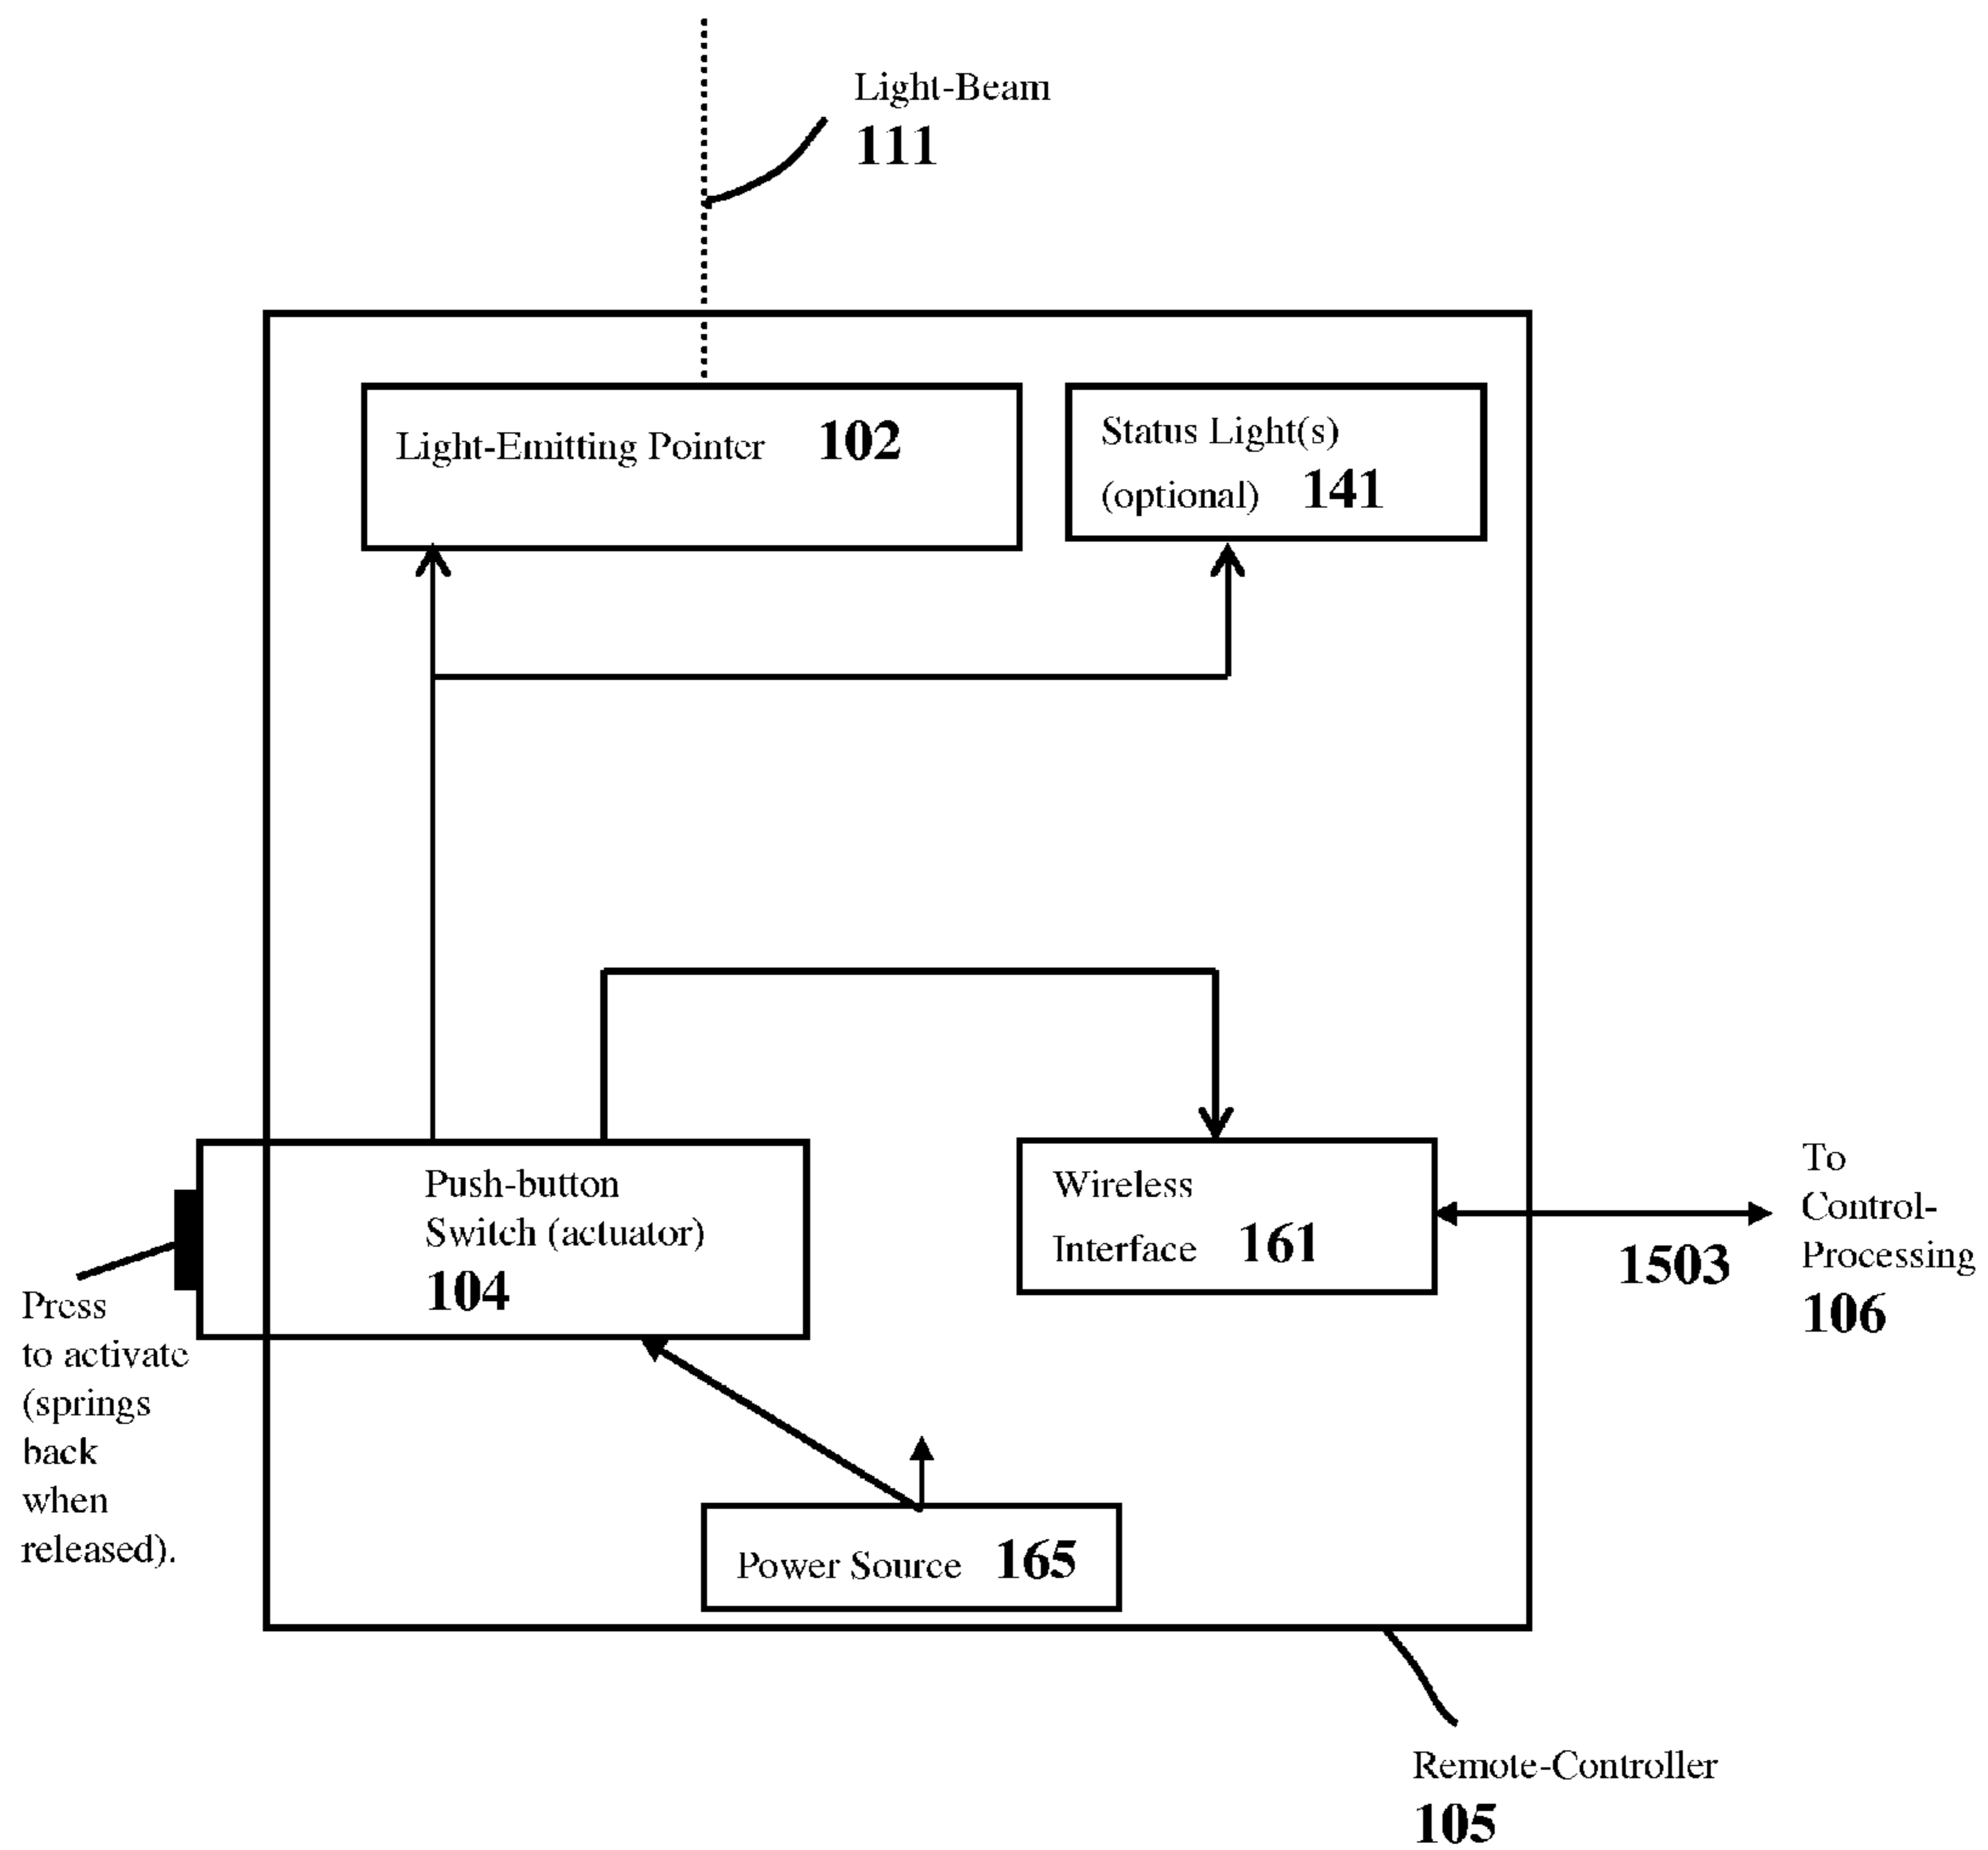 Light-Beam
111
Light-Emitting Pointer 102
Status Light(s)
(optional) 141
Push-button
Switch (actuator)
104
Wireless
Interface 161
To
Control-
Processing
106
1503
Press
to activate
(springs
back
when
released).
Power Source 165
Remote-Controller
105